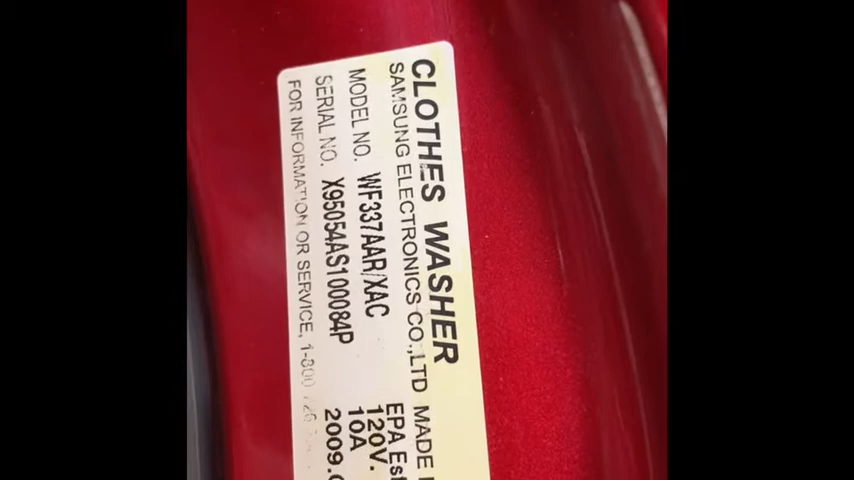 CLOTHES WASHER
SAMSUNG ELECTRONICS CO.,LTD MADE
EPA Est
MODEL NO. WF337AAR/XAC 120V.
10A
SERIAL NO. X95054AS100084P 2009.
FOR INFORMATION OR SERVICE, 1-800